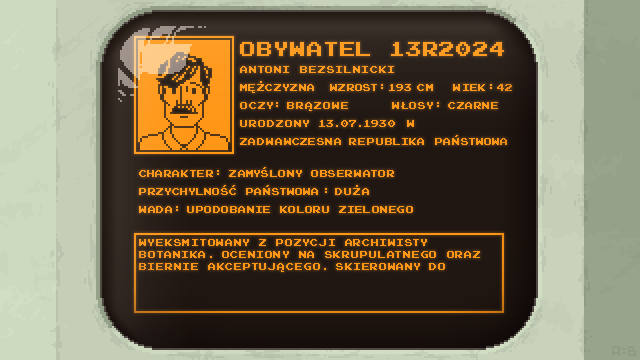 OBYWATEL 13R2024
ANTONI BEZSILNICKI
MĘŻCZYZNA WZROST: 193 CM WIEK: 42
OCZY: BRĄZOWE WŁOSY: CZARNE
URODZONY 13.07.1930 W
ZADWAWCZESNA REPUBLIKA PAŃSTWOWA
CHARAKTER: ZAMYŚLONY OBSERWATOR
PRZYCHYLNOŚĆ PAŃSTWOWA : DUŻA
WADA: UPODOBANIE KOLORU ZIELONEGO
WYEKSMITOWANY Z POZYCJI ARCHIWISTY
BOTANIKA. OCENIONY NA SKRUPULATNEGO ORAZ
BIERNIE AKCEPTUJĄCEGO. SKIEROWANY DO